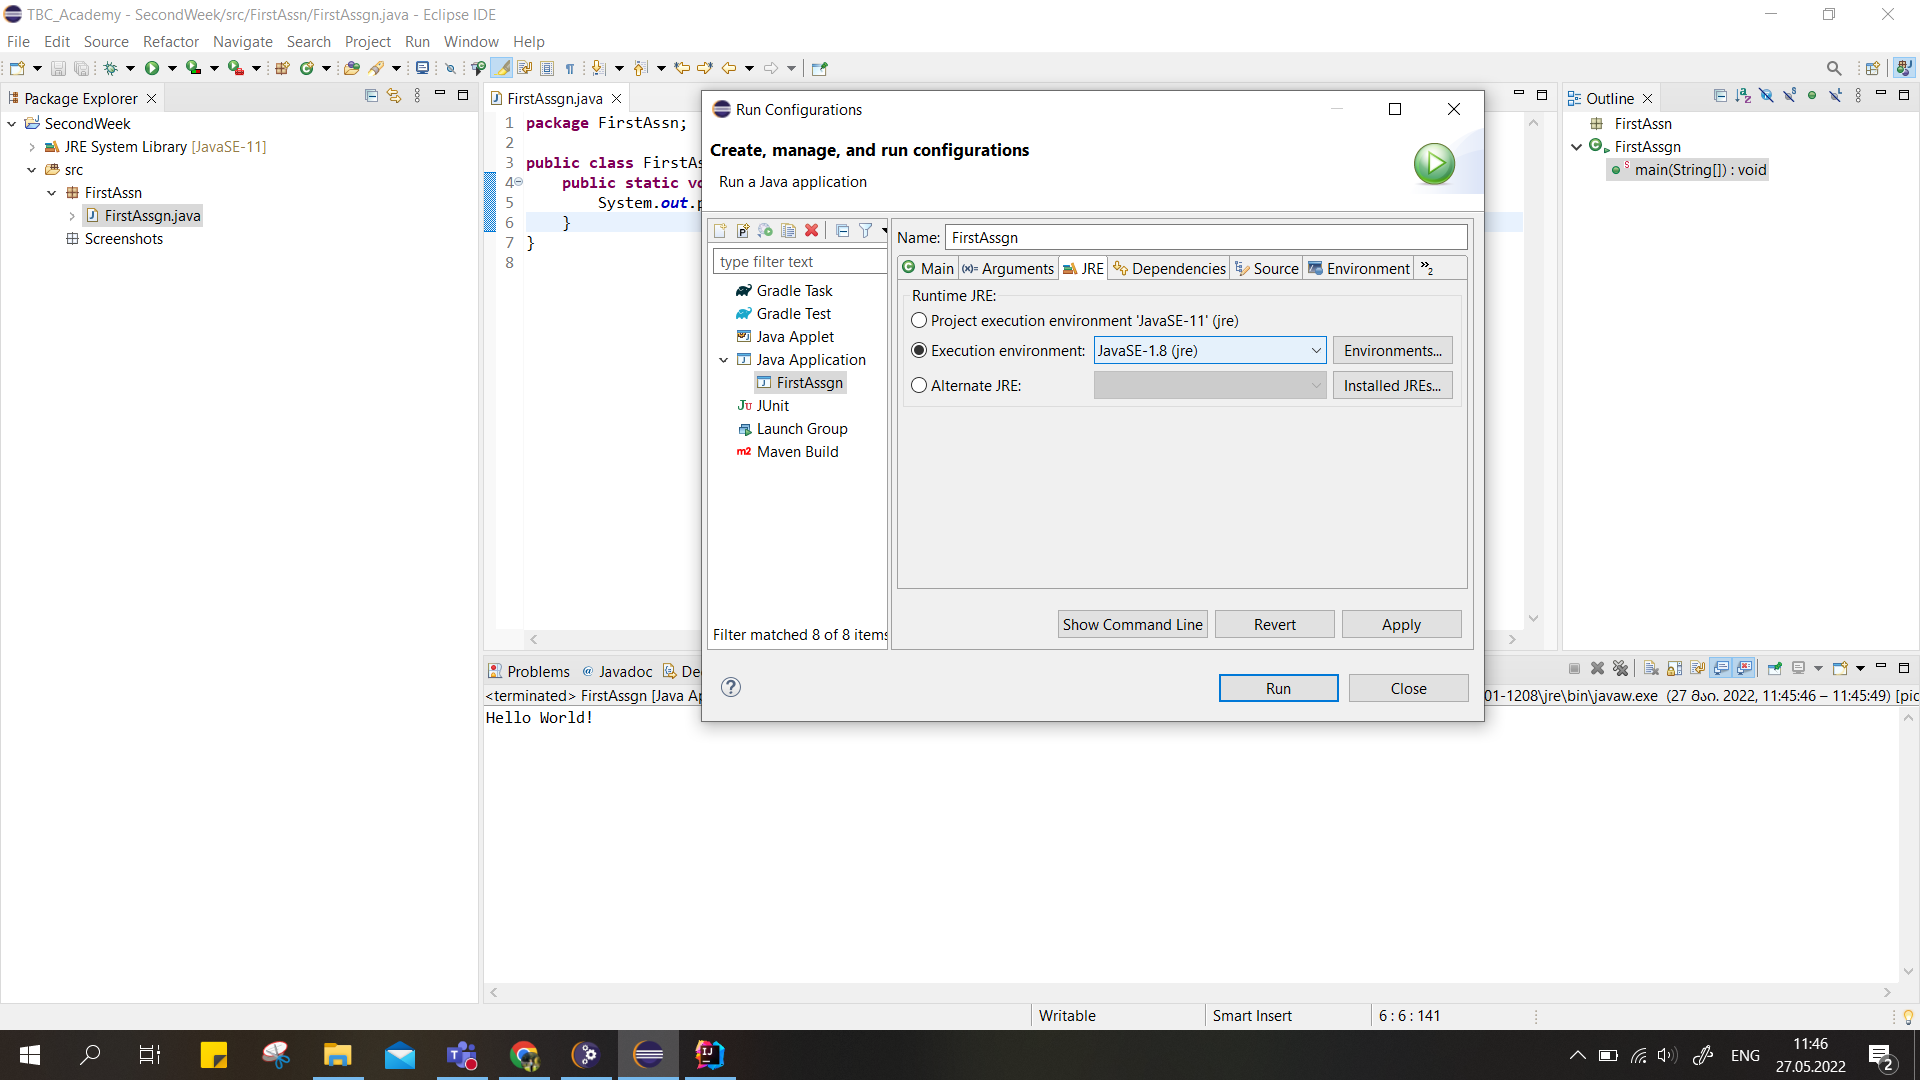 TBC_Academy - SecondWeek/src/FirstAssn/FirstAssgn.java - Eclipse IDE
File Edit Source Refactor Navigate Search Project Run Window Help
Package Explorer
SecondWeek
JRE System Library [JavaSE-11]
src
FirstAssn
FirstAssgn.java
Screenshots
FirstAssgn.java
1 package FirstAssn;
2
3 public class FirstAs
4 public static vo
5 System.out.p
6 }
7 }
8
Run Configurations
Create, manage, and run configurations
Run a Java application
type filter text
Gradle Task
Gradle Test
Java Applet
Java Application
FirstAssgn
JUnit
Launch Group
Maven Build
Filter matched 8 of 8 items
Name: FirstAssgn
Main Arguments JRE Dependencies Source Environment »2
Runtime JRE:
Project execution environment 'JavaSE-11' (jre)
Execution environment: JavaSE-1.8 (jre) Environments...
Alternate JRE: Installed JREs...
Show Command Line Revert Apply
Run Close
Outline
FirstAssn
FirstAssgn
main(String[]) : void
Problems @ Javadoc De
<terminated> FirstAssgn [Java Ap 01-1208\jre\bin\javaw.exe (27 მაი. 2022, 11:45:46 – 11:45:49) [pic
Hello World!
Writable Smart Insert 6 : 6 : 141
ENG
11:46
27.05.2022
2